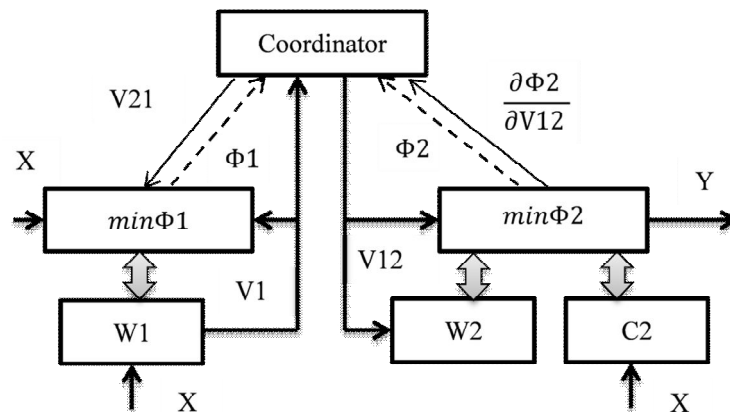 Coordinator
V21
∂Φ2
∂V12
Φ1
Φ2
X
Y
minΦ1
minΦ2
V1
V12
W1
W2
C2
X
X